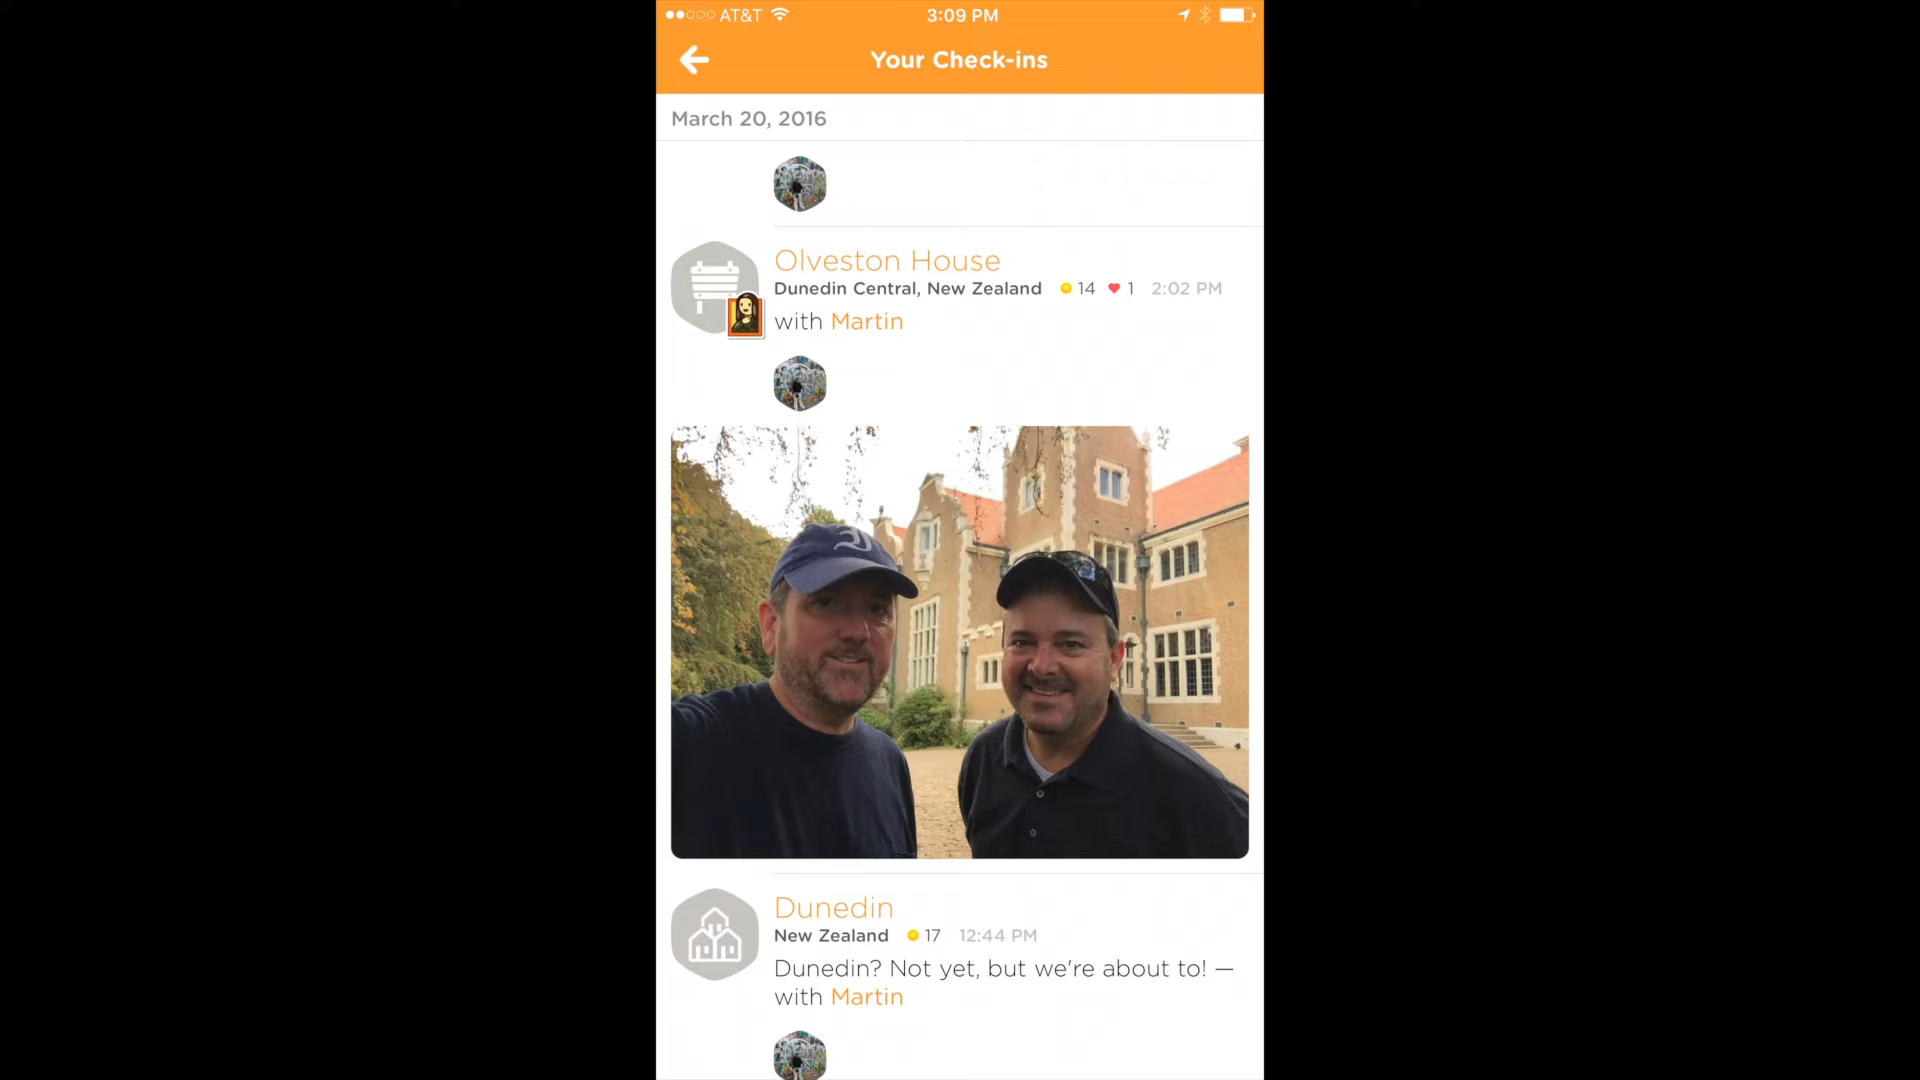 AT&T 3:09 PM
Your Check-ins
March 20, 2016
Olveston House
Dunedin Central, New Zealand 14 1 2:02 PM
with Martin
Dunedin
New Zealand 17 12:44 PM
Dunedin? Not yet, but we're about to! —
with Martin